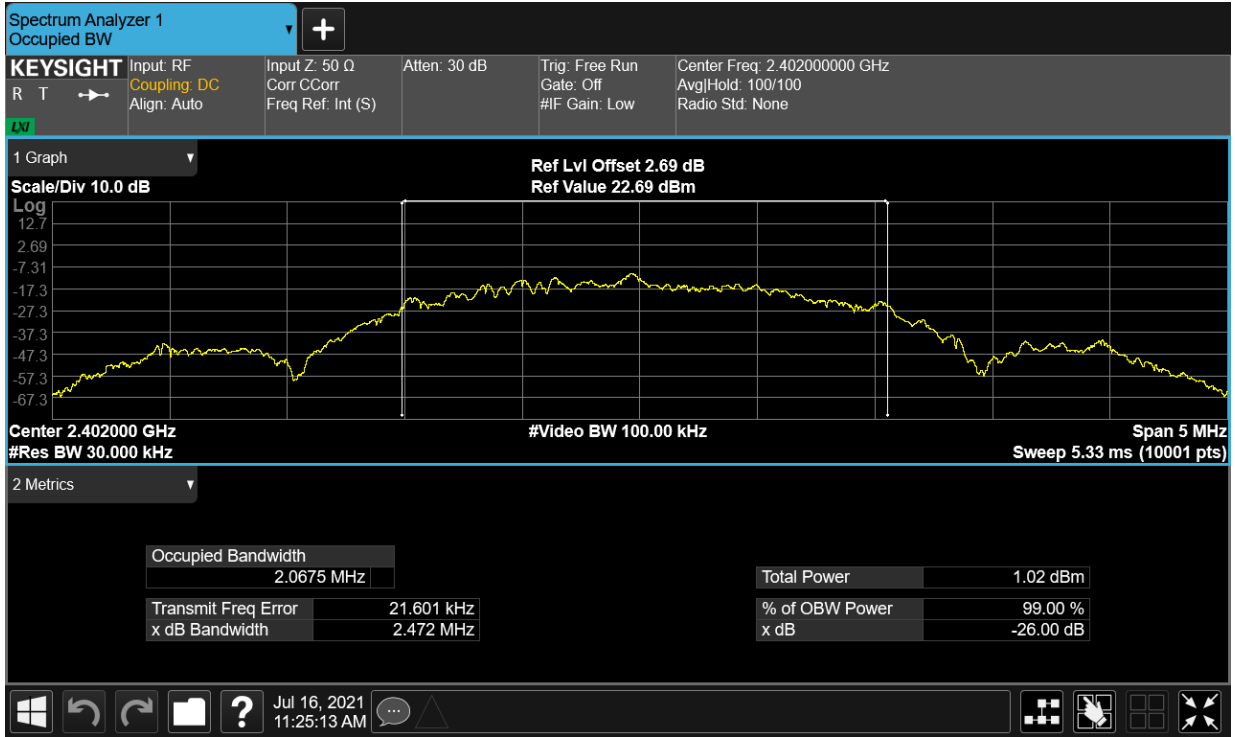 Spectrum Analyzer 1
Occupied BW
KEYSIGHT
R T
LXI
Input: RF
Coupling: DC
Align: Auto
Input Z: 50 Ω
Corr CCorr
Freq Ref: Int (S)
Atten: 30 dB
Trig: Free Run
Gate: Off
#IF Gain: Low
Center Freq: 2.402000000 GHz
Avg|Hold: 100/100
Radio Std: None
1 Graph
Scale/Div 10.0 dB
Ref Lvl Offset 2.69 dB
Ref Value 22.69 dBm
Log
12.7
2.69
-7.31
-17.3
-27.3
-37.3
-47.3
-57.3
-67.3
Center 2.402000 GHz
#Res BW 30.000 kHz
#Video BW 100.00 kHz
Span 5 MHz
Sweep 5.33 ms (10001 pts)
2 Metrics
Occupied Bandwidth
2.0675 MHz
Transmit Freq Error 21.601 kHz
x dB Bandwidth 2.472 MHz
Total Power 1.02 dBm
% of OBW Power 99.00 %
x dB -26.00 dB
?
Jul 16, 2021
11:25:13 AM